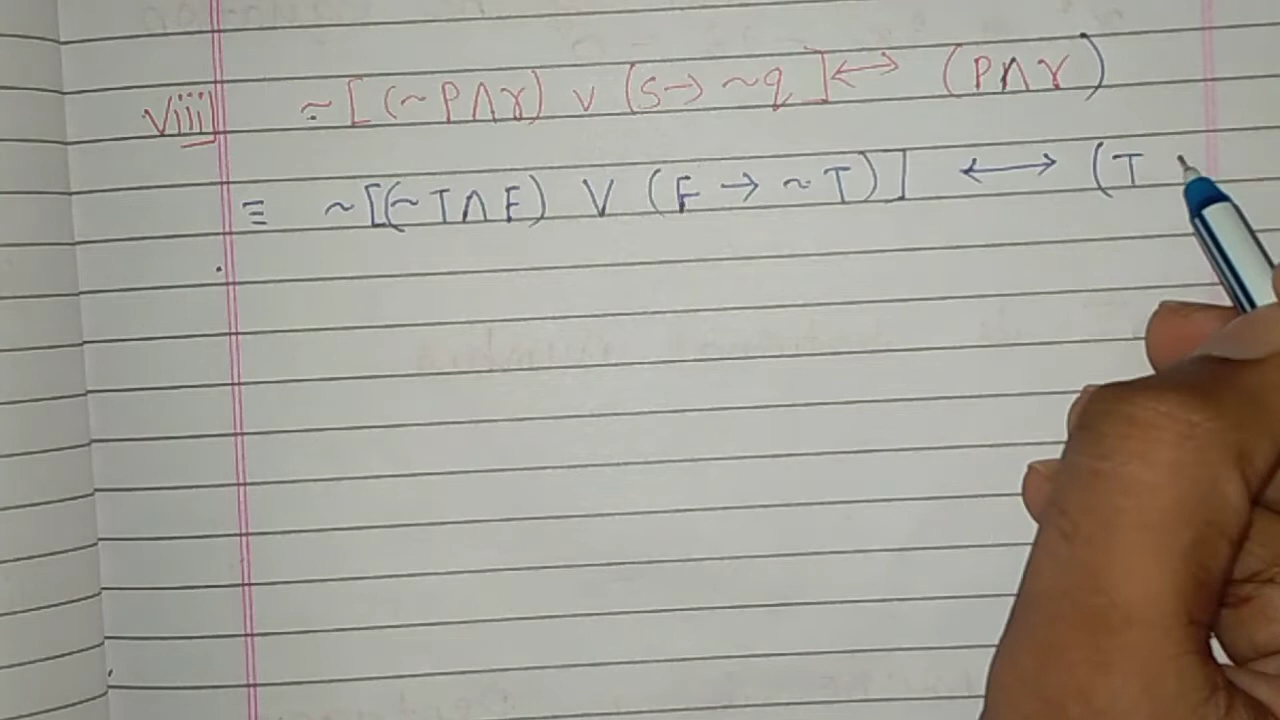 viii] ~[(~P∧r) ∨ (S→~q] ↔ (P∧r)
≡ ~[(~T∧F) ∨ (F → ~T)] ↔ (T